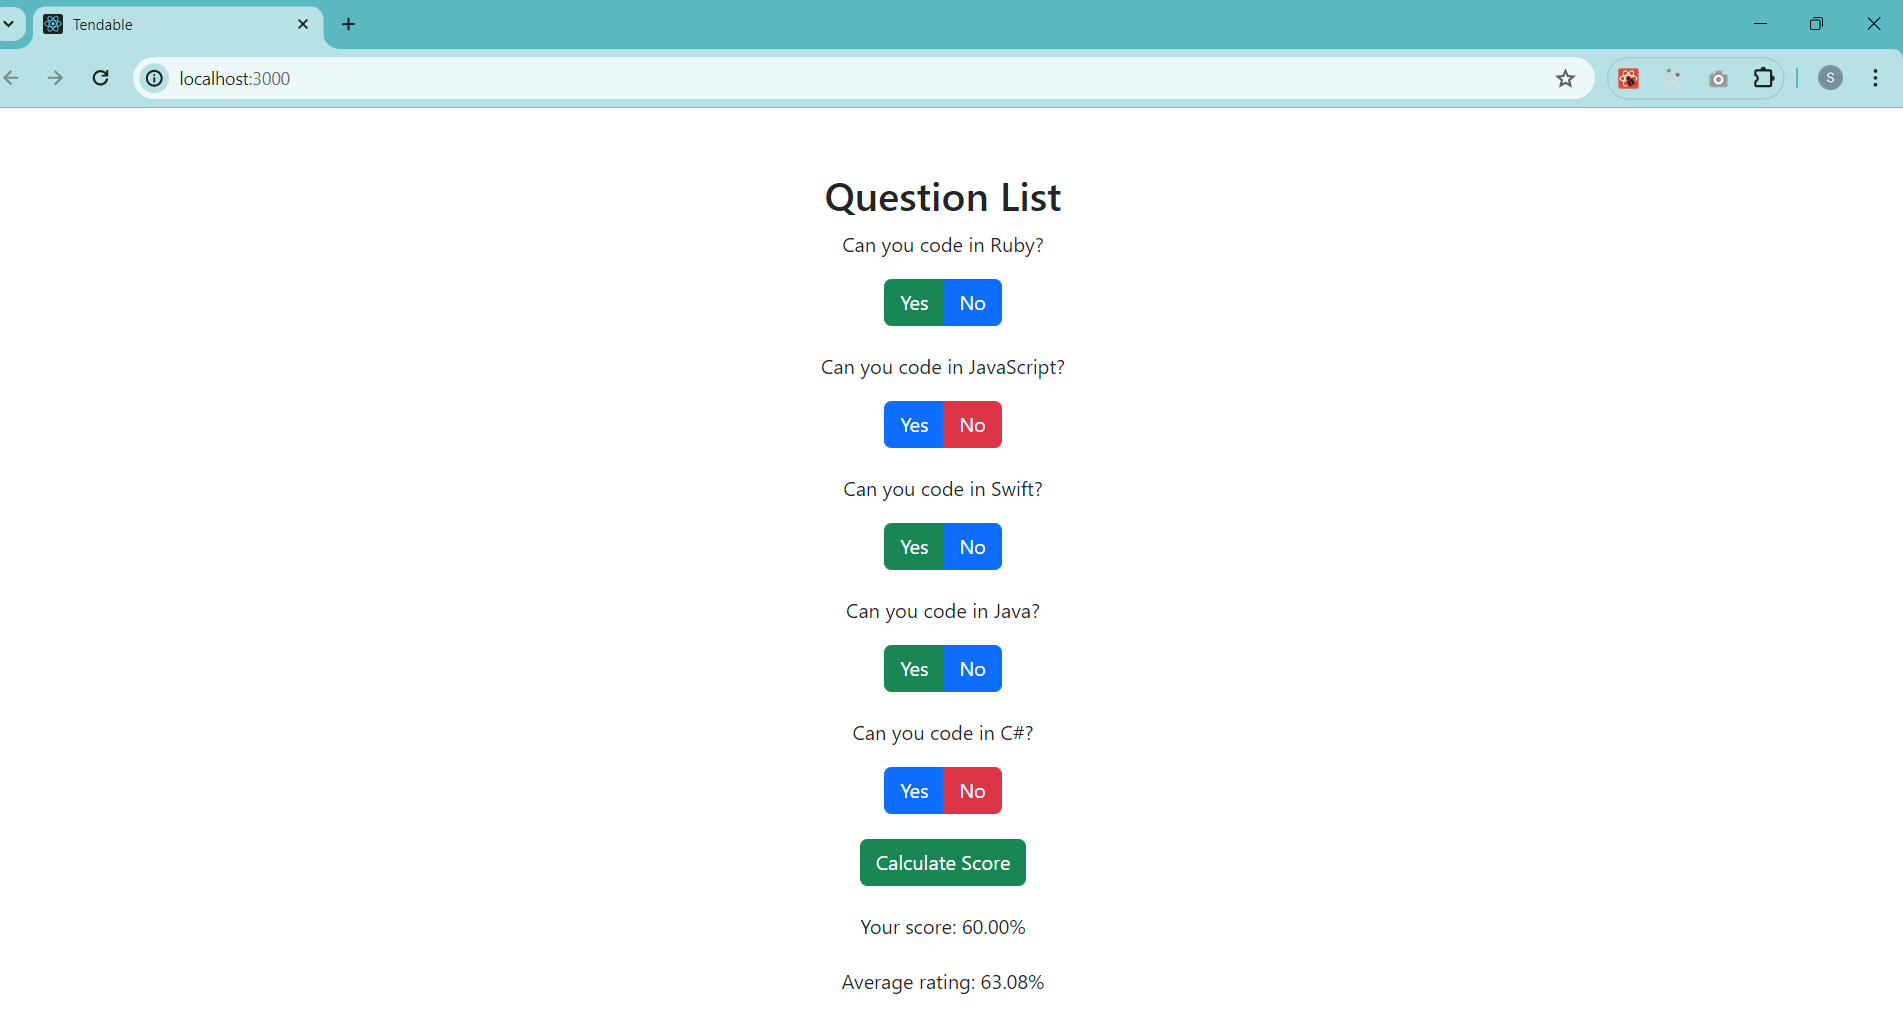 Tendable
localhost:3000
S
Question List
Can you code in Ruby?
Yes No
Can you code in JavaScript?
Yes No
Can you code in Swift?
Yes No
Can you code in Java?
Yes No
Can you code in C#?
Yes No
Calculate Score
Your score: 60.00%
Average rating: 63.08%